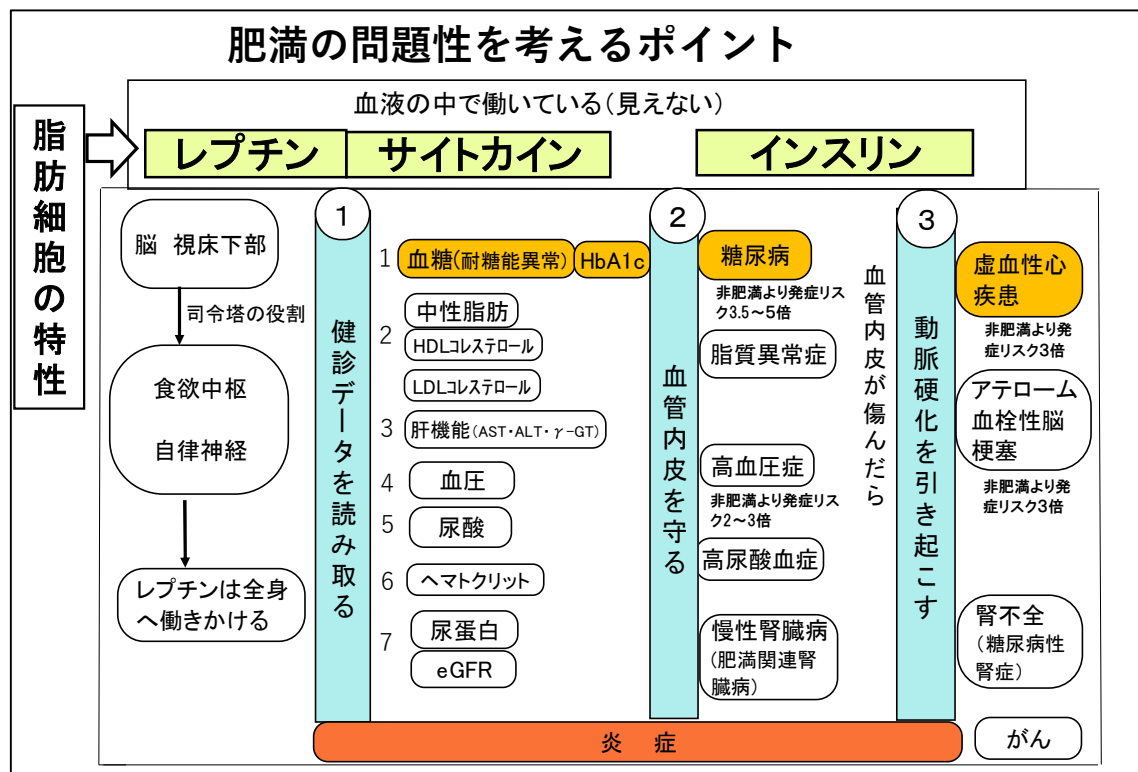 肥満の問題性を考えるポイント
脂肪細胞の特性
血液の中で働いている(見えない)
レプチン
サイトカイン
インスリン
脳 視床下部
司令塔の役割
食欲中枢
自律神経
レプチンは全身
へ働きかける
1
健診データを読み取る
1
血糖(耐糖能異常)
HbA1c
2
中性脂肪
HDLコレステロール
LDLコレステロール
3
肝機能(AST・ALT・γ-GT)
4
血圧
5
尿酸
6
ヘマトクリット
7
尿蛋白
eGFR
2
血管内皮を守る
糖尿病
非肥満より発症リス
ク3.5~5倍
脂質異常症
高血圧症
非肥満より発症リス
ク2~3倍
高尿酸血症
慢性腎臓病
(肥満関連腎
臓病)
血管内皮が傷んだら
3
動脈硬化を引き起こす
虚血性心
疾患
非肥満より発
症リスク3倍
アテローム
血栓性脳
梗塞
非肥満より発
症リスク3倍
腎不全
(糖尿病性
腎症)
がん
炎 症